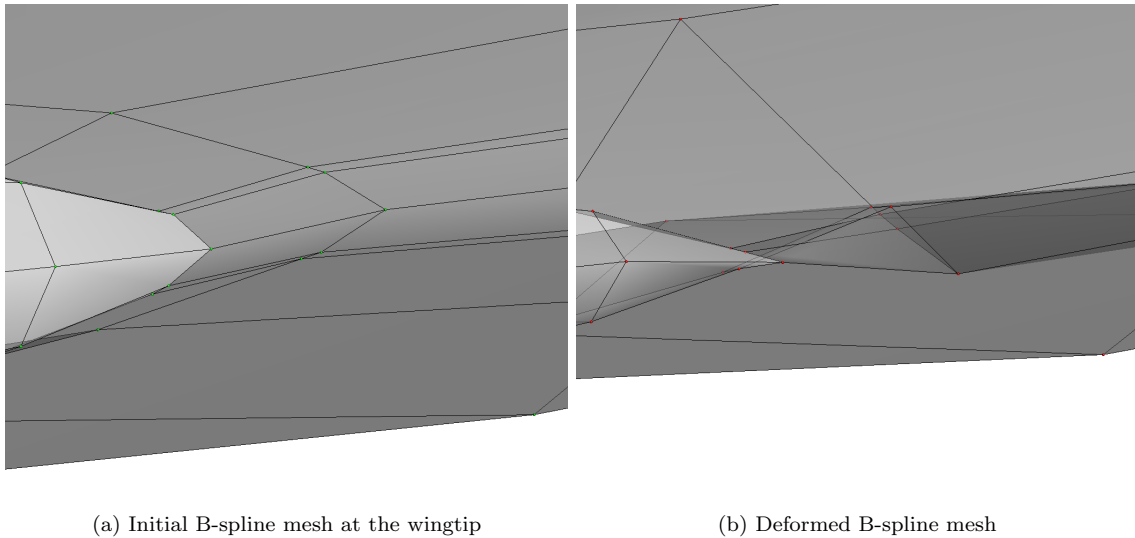 (a) Initial B-spline mesh at the wingtip
(b) Deformed B-spline mesh